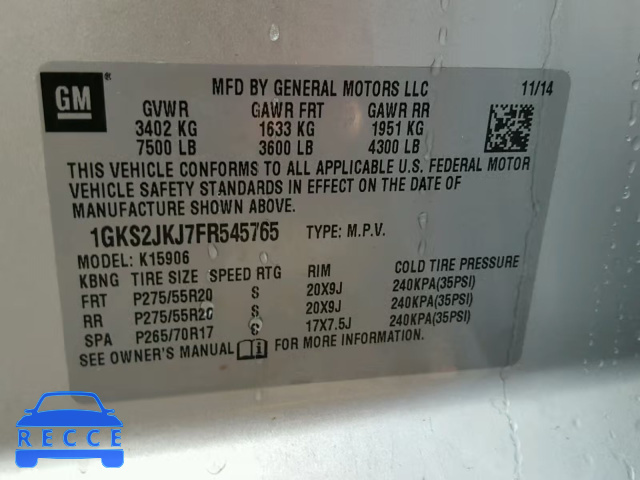 GM
MFD BY GENERAL MOTORS LLC 11/14
GVWR GAWR FRT GAWR RR
3402 KG 1633 KG 1951 KG
7500 LB 3600 LB 4300 LB
THIS VEHICLE CONFORMS TO ALL APPLICABLE U.S. FEDERAL MOTOR
VEHICLE SAFETY STANDARDS IN EFFECT ON THE DATE OF
MANUFACTURE SHOWN ABOVE.
1GKS2JKJ7FR545765 TYPE: M.P.V.
MODEL: K15906
KBNG TIRE SIZE SPEED RTG RIM COLD TIRE PRESSURE
FRT P275/55R20 S 20X9J 240KPA(35PSI)
RR P275/55R20 S 20X9J 240KPA(35PSI)
SPA P265/70R17 S 17X7.5J 240KPA(35PSI)
SEE OWNER'S MANUAL FOR MORE INFORMATION.
RECCE